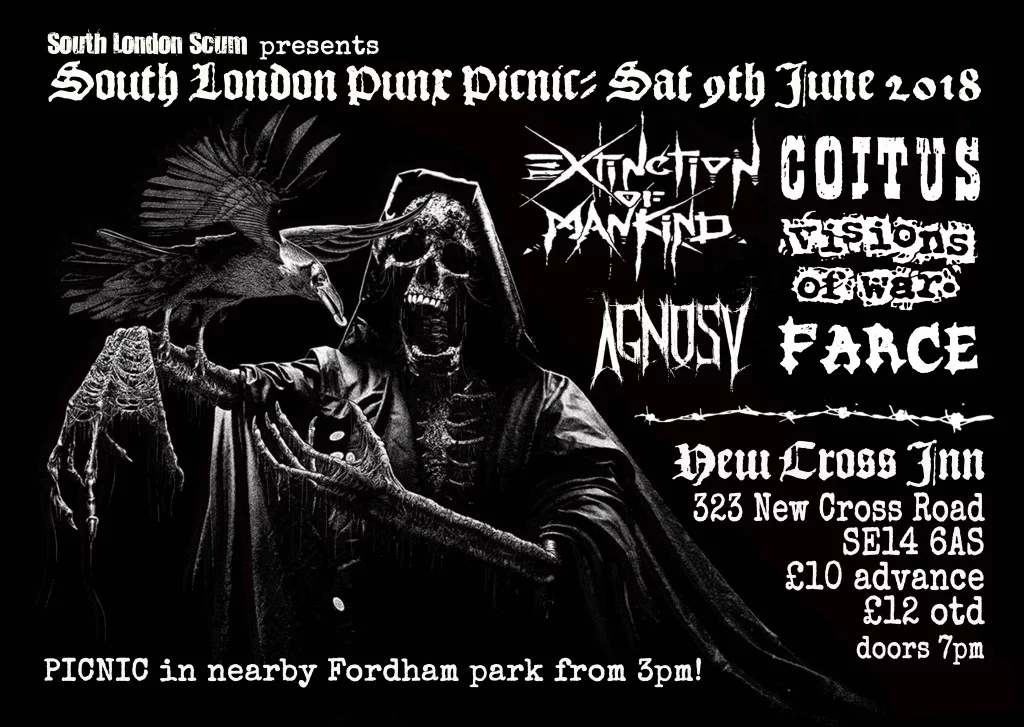 South London Scum presents
South London Punx Picnic: Sat 9th June 2018
EXTINCTION
OF
MANKIND
COITUS
VISIONS
OF WAR.
AGNOSY
FARCE
New Cross Inn
323 New Cross Road
SE14 6AS
£10 advance
£12 otd
doors 7pm
PICNIC in nearby Fordham park from 3pm!